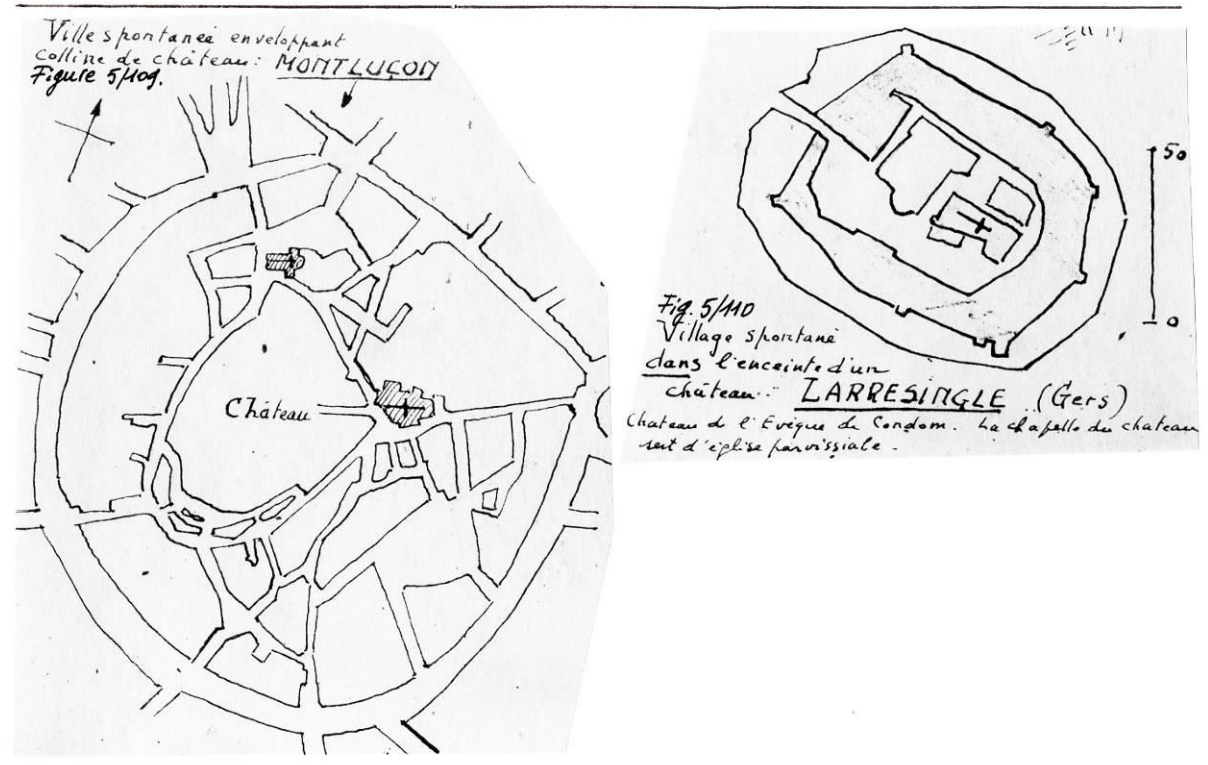 Ville spontanée enveloppant
colline de château: MONTLUÇON
Figure 5/109.
Château
50
0
Fig. 5/110
Village spontané
dans l'enceinte d'un
château: LARRESINGLE (Gers)
Chateau de l'Evêque de Condom. La chapelle du chateau
sert d'église paroissiale.